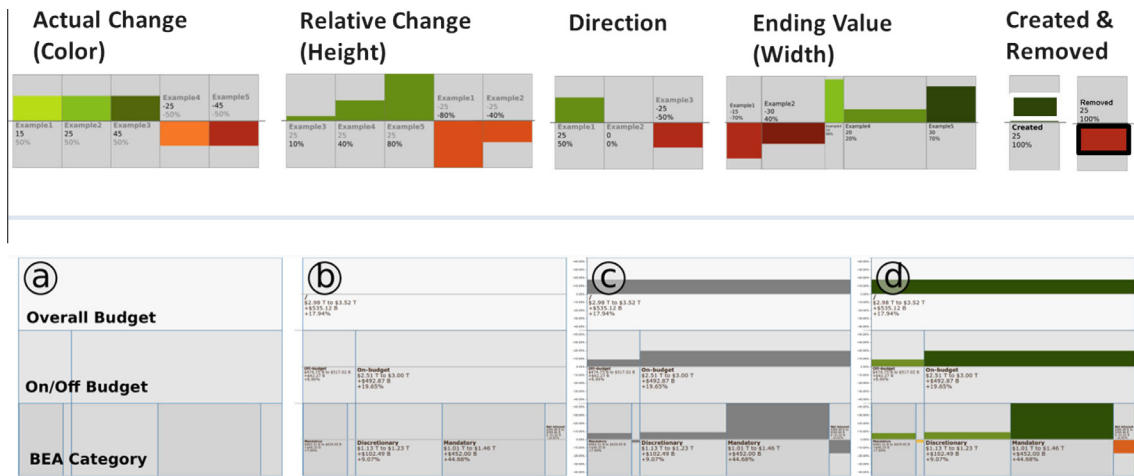 Actual Change
(Color)
Relative Change
(Height)
Direction
Ending Value
(Width)
Created &
Removed
Example4
-25
-50%
Example5
-45
-50%
Example1
15
50%
Example2
25
50%
Example3
45
50%
Example1
-25
-80%
Example2
-25
-40%
Example3
25
10%
Example4
25
40%
Example5
25
80%
Example3
-25
-50%
Example1
25
50%
Example2
0
0%
Example1
-15
-70%
Example2
-30
-40%
Example4
20
20%
Example5
30
70%
Created
25
100%
Removed
25
100%
a
Overall Budget
On/Off Budget
BEA Category
b
/
$2.98 T to $3.52 T
+$535.12 B
+17.94%
Off-budget
On-budget
$2.51 T to $3.00 T
+$492.87 B
+19.65%
Mandatory
Discretionary
$1.13 T to $1.23 T
+$102.49 B
+9.07%
Mandatory
$1.01 T to $1.46 T
+$452.00 B
+44.68%
c
/
$2.98 T to $3.52 T
+$535.12 B
+17.94%
Off-budget
On-budget
$2.51 T to $3.00 T
+$492.87 B
+19.65%
Mandatory
Discretionary
$1.13 T to $1.23 T
+$102.49 B
+9.07%
Mandatory
$1.01 T to $1.46 T
+$452.00 B
+44.68%
d
/
$2.98 T to $3.52 T
+$535.12 B
+17.94%
Off-budget
On-budget
$2.51 T to $3.00 T
+$492.87 B
+19.65%
Mandatory
Discretionary
$1.13 T to $1.23 T
+$102.49 B
+9.07%
Mandatory
$1.01 T to $1.46 T
+$452.00 B
+44.68%